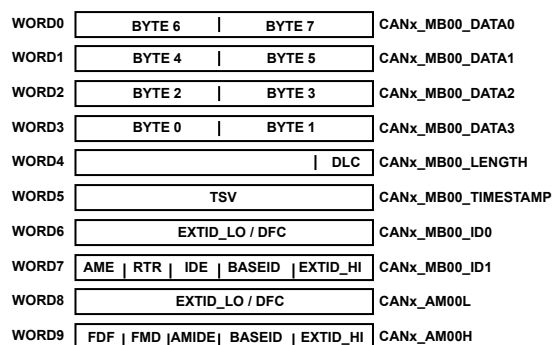 WORD0 BYTE 6 | BYTE 7 CANx_MB00_DATA0
WORD1 BYTE 4 | BYTE 5 CANx_MB00_DATA1
WORD2 BYTE 2 | BYTE 3 CANx_MB00_DATA2
WORD3 BYTE 0 | BYTE 1 CANx_MB00_DATA3
WORD4 | DLC CANx_MB00_LENGTH
WORD5 TSV CANx_MB00_TIMESTAMP
WORD6 EXTID_LO / DFC CANx_MB00_ID0
WORD7 AME | RTR | IDE | BASEID | EXTID_HI CANx_MB00_ID1
WORD8 EXTID_LO / DFC CANx_AM00L
WORD9 FDF | FMD |AMIDE| BASEID | EXTID_HI CANx_AM00H